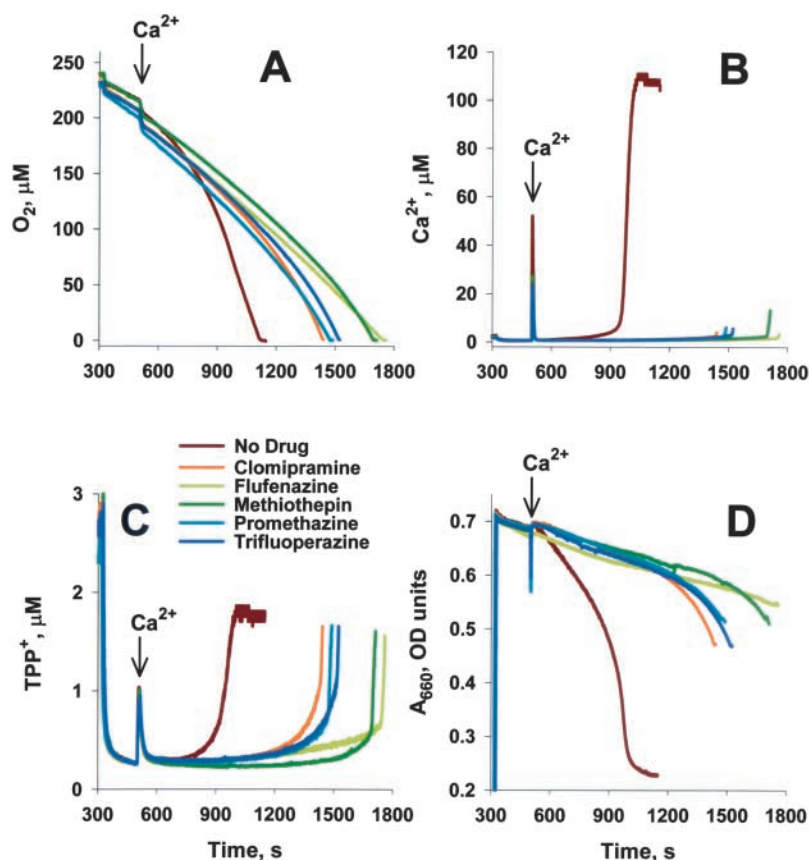 Ca2+
A
O2, µM
250
200
150
100
50
0
300 600 900 1200 1500 1800
B
Ca2+
Ca2+, µM
120
100
80
60
40
20
0
300 600 900 1200 1500 1800
C
No Drug
Clomipramine
Flufenazine
Methiothepin
Promethazine
Trifluoperazine
Ca2+
TPP+, µM
3
2
1
0
300 600 900 1200 1500 1800
Time, s
Ca2+
D
A660, OD units
0.7
0.6
0.5
0.4
0.3
0.2
300 600 900 1200 1500 1800
Time, s